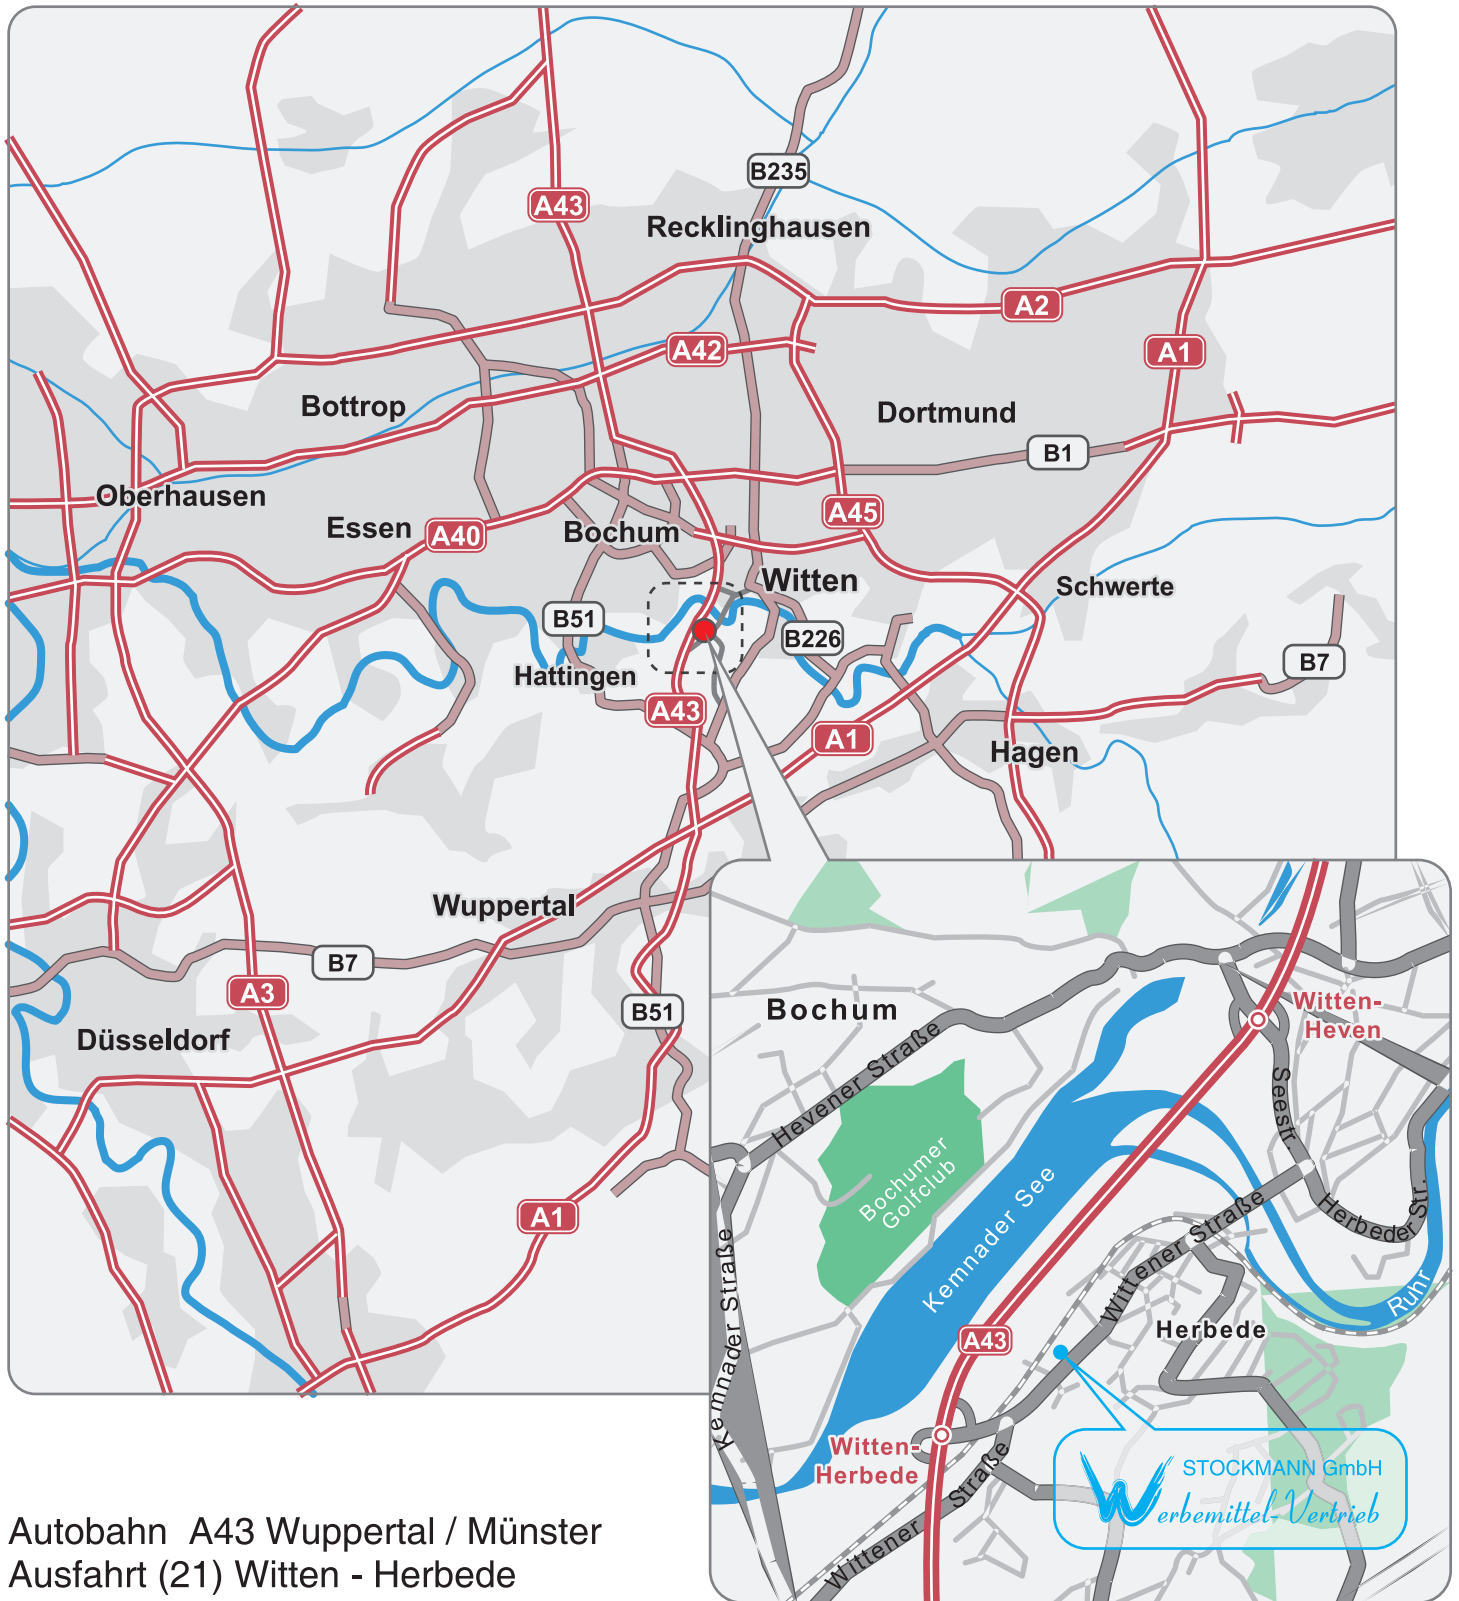 A43
B235
Recklinghausen
A2
A42
A1
Bottrop
Dortmund
B1
Oberhausen
Essen
A40
Bochum
A45
Witten
Schwerte
B51
B226
Hattingen
B7
A43
A1
Hagen
Wuppertal
B7
A3
B51
Düsseldorf
A1
Bochum
Witten-
Heven
Hevener Straße
Seestr.
Bochumer
Golfclub
Kemnader See
Kemnader Straße
Wittener Straße
Herbeder Str.
Ruhr
Herbede
A43
Witten-
Herbede
Wittener Straße
STOCKMANN GmbH
Werbemittel-Vertrieb
Autobahn A43 Wuppertal / Münster
Ausfahrt (21) Witten - Herbede